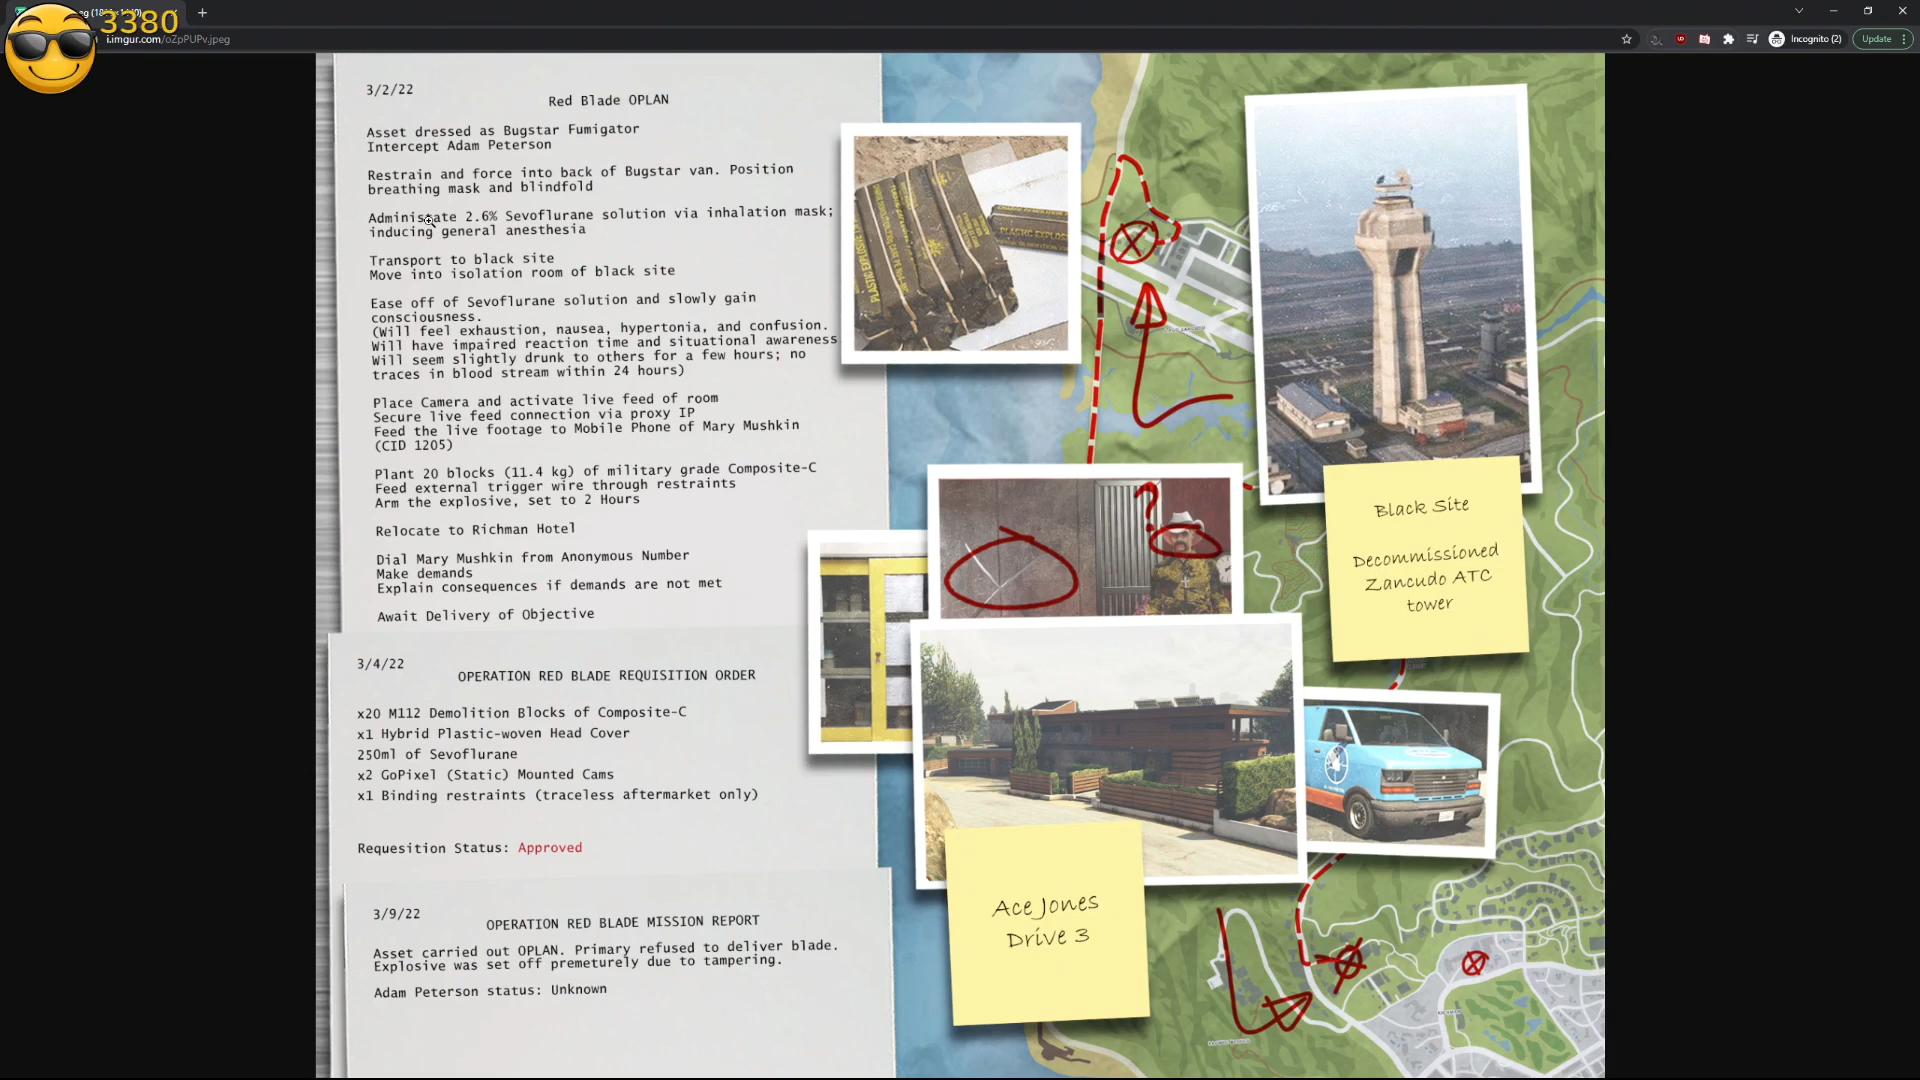 3380
i.imgur.com/oZpPUPv.jpeg
Incognito (2)
Update
3/2/22
Red Blade OPLAN
Asset dressed as Bugstar Fumigator
Intercept Adam Peterson
Restrain and force into back of Bugstar van. Position
breathing mask and blindfold
Administate 2.6% Sevoflurane solution via inhalation mask;
inducing general anesthesia
Transport to black site
Move into isolation room of black site
Ease off of Sevoflurane solution and slowly gain
consciousness.
(Will feel exhaustion, nausea, hypertonia, and confusion.
Will have impaired reaction time and situational awareness
Will seem slightly drunk to others for a few hours; no
traces in blood stream within 24 hours)
Place Camera and activate live feed of room
Secure live feed connection via proxy IP
Feed the live footage to Mobile Phone of Mary Mushkin
(CID 1205)
Plant 20 blocks (11.4 kg) of military grade Composite-C
Feed external trigger wire through restraints
Arm the explosive, set to 2 Hours
Relocate to Richman Hotel
Dial Mary Mushkin from Anonymous Number
Make demands
Explain consequences if demands are not met
Await Delivery of Objective
3/4/22
OPERATION RED BLADE REQUISITION ORDER
x20 M112 Demolition Blocks of Composite-C
x1 Hybrid Plastic-woven Head Cover
250ml of Sevoflurane
x2 GoPixel (Static) Mounted Cams
x1 Binding restraints (traceless aftermarket only)
Requesition Status: Approved
3/9/22
OPERATION RED BLADE MISSION REPORT
Asset carried out OPLAN. Primary refused to deliver blade.
Explosive was set off premeturely due to tampering.
Adam Peterson status: Unknown
PLASTIC EXPLOS
PLASTIC EXPLOSIVE
?
Black Site
Decommissioned
Zancudo ATC
tower
Ace Jones
Drive 3